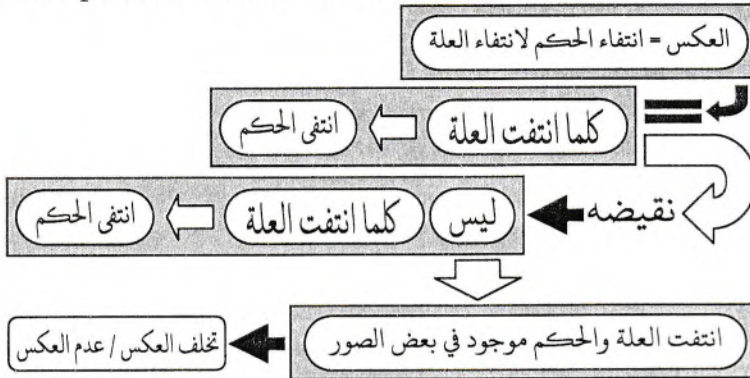 العكس = انتفاء الحكم لانتفاء العلة
كلما انتفت العلة انتفى الحكم
نقيضه ليس كلما انتفت العلة انتفى الحكم
انتفت العلة والحكم موجود في بعض الصور تخلف العكس / عدم العكس